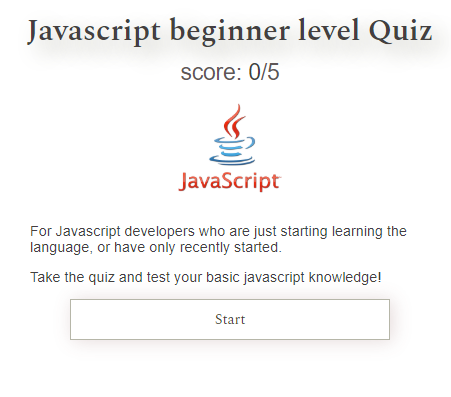 Javascript beginner level Quiz
score: 0/5
JavaScript
For Javascript developers who are just starting learning the
language, or have only recently started.
Take the quiz and test your basic javascript knowledge!
Start